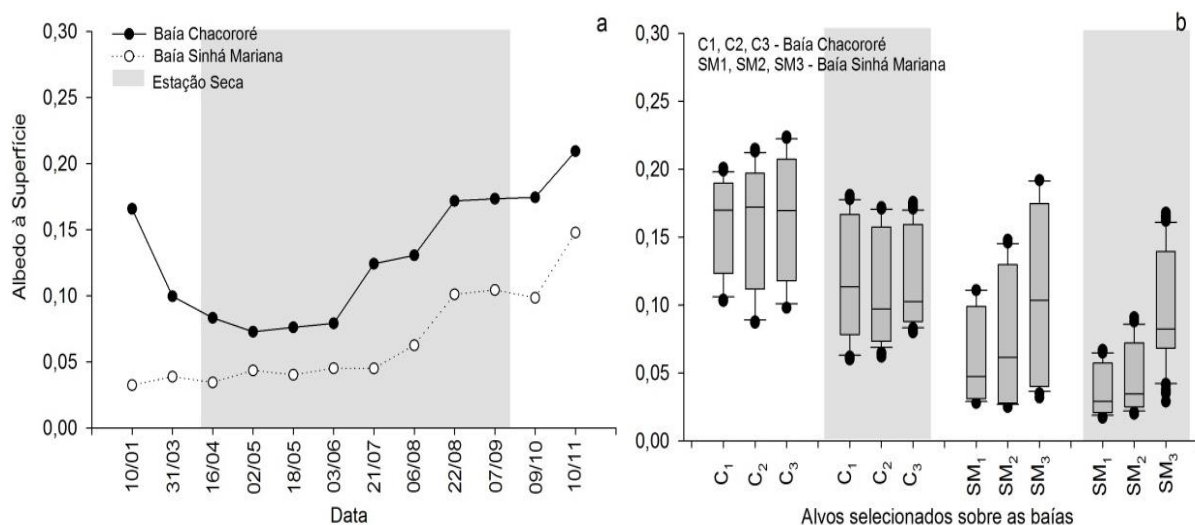 a
Baía Chacororé
Baía Sinhá Mariana
Estação Seca
Albedo à Superfície
0,30
0,25
0,20
0,15
0,10
0,05
0,00
10/01
31/03
16/04
02/05
18/05
03/06
21/07
06/08
22/08
07/09
09/10
10/11
Data
b
C1, C2, C3 - Baía Chacororé
SM1, SM2, SM3 - Baía Sinhá Mariana
0,30
0,25
0,20
0,15
0,10
0,05
0,00
C₁
C₂
C₃
C₁
C₂
C₃
SM₁
SM₂
SM₃
SM₁
SM₂
SM₃
Alvos selecionados sobre as baías